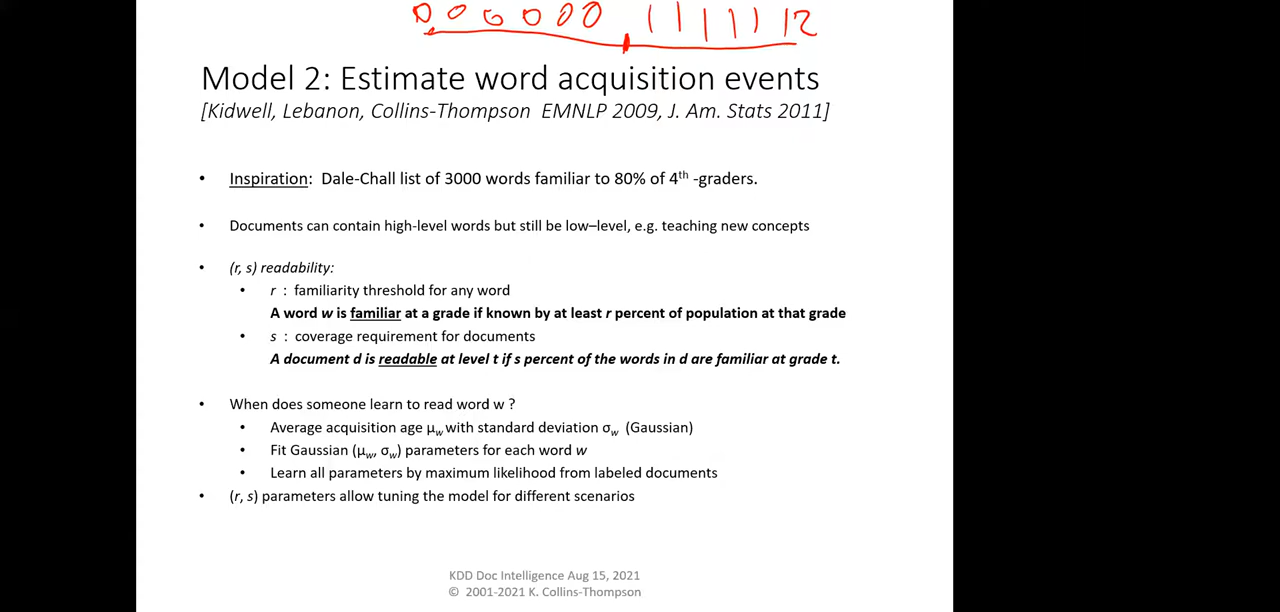 0 0 0 0 0 0 1 1 1 1 1 12
Model 2: Estimate word acquisition events
[Kidwell, Lebanon, Collins-Thompson EMNLP 2009, J. Am. Stats 2011]
• Inspiration: Dale-Chall list of 3000 words familiar to 80% of 4th -graders.
• Documents can contain high-level words but still be low–level, e.g. teaching new concepts
• (r, s) readability:
• r : familiarity threshold for any word
A word w is familiar at a grade if known by at least r percent of population at that grade
• s : coverage requirement for documents
A document d is readable at level t if s percent of the words in d are familiar at grade t.
• When does someone learn to read word w ?
• Average acquisition age μw with standard deviation σw (Gaussian)
• Fit Gaussian (μw, σw) parameters for each word w
• Learn all parameters by maximum likelihood from labeled documents
• (r, s) parameters allow tuning the model for different scenarios
KDD Doc Intelligence Aug 15, 2021
© 2001-2021 K. Collins-Thompson